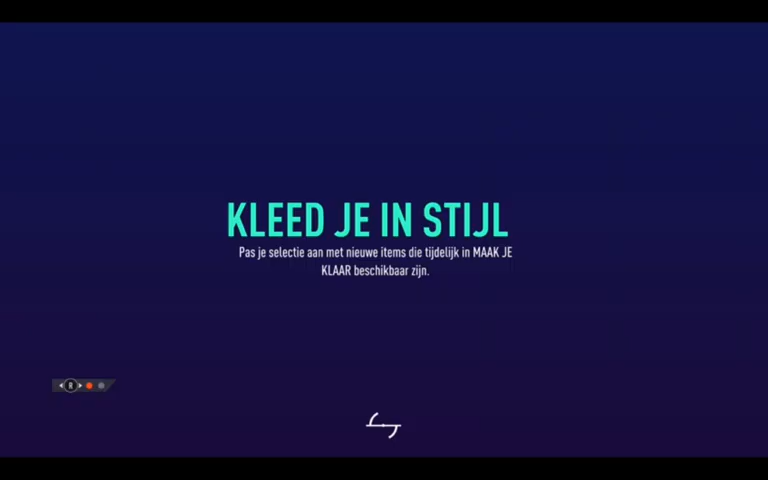 KLEED JE IN STIJL
Pas je selectie aan met nieuwe items die tijdelijk in MAAK JE
KLAAR beschikbaar zijn.
R